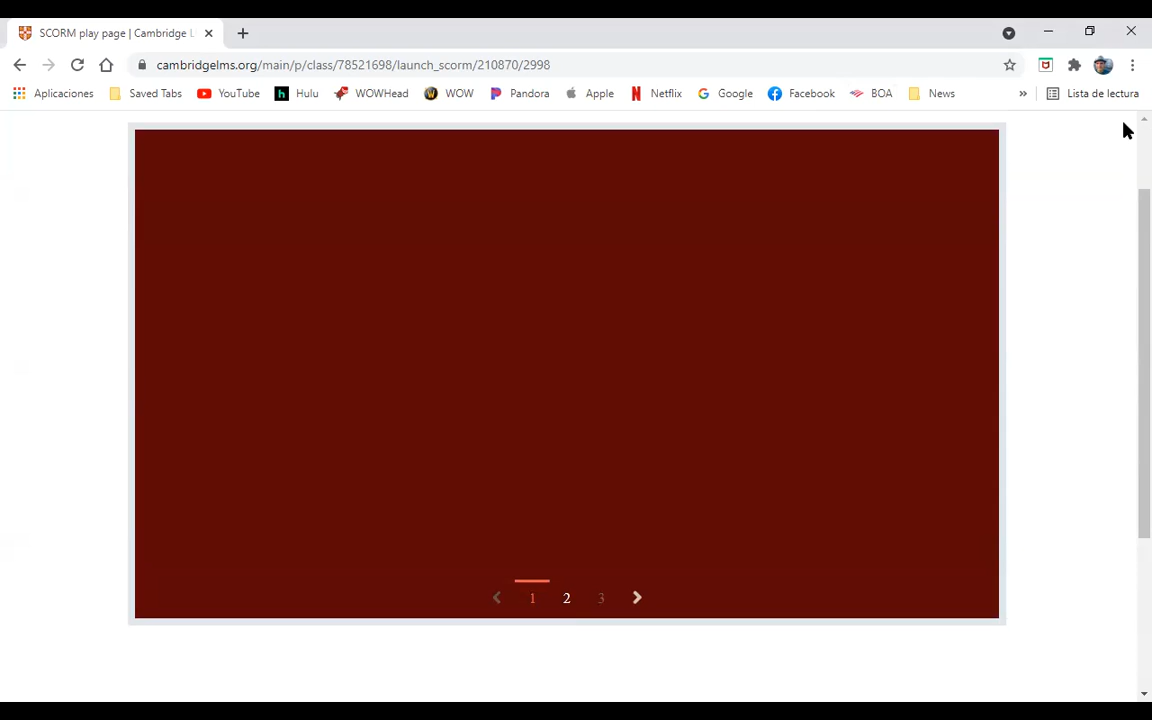 SCORM play page | Cambridge L
cambridgelms.org/main/p/class/78521698/launch_scorm/210870/2998
Aplicaciones Saved Tabs YouTube h Hulu WOWHead W WOW Pandora Apple Netflix G Google Facebook BOA News » Lista de lectura
1 2 3